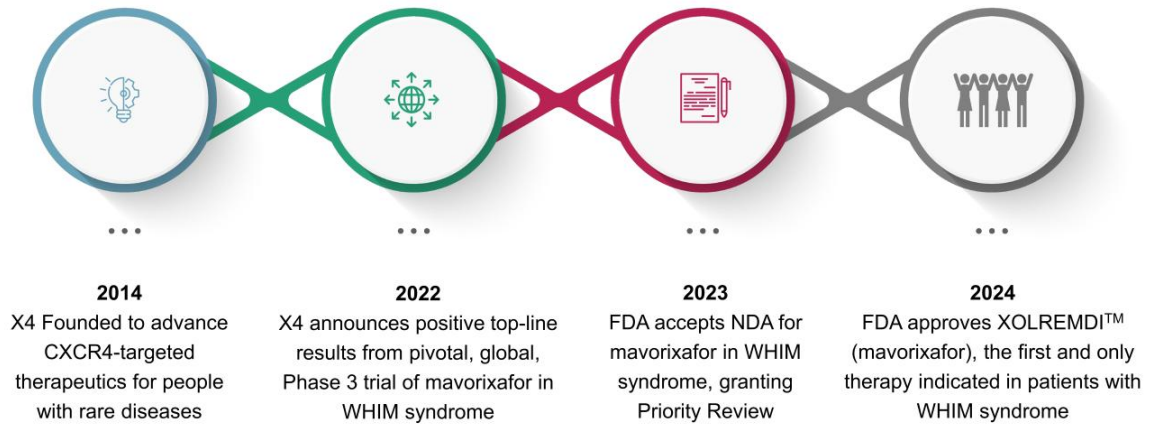 2014
X4 Founded to advance
CXCR4-targeted
therapeutics for people
with rare diseases
2022
X4 announces positive top-line
results from pivotal, global,
Phase 3 trial of mavorixafor in
WHIM syndrome
2023
FDA accepts NDA for
mavorixafor in WHIM
syndrome, granting
Priority Review
2024
FDA approves XOLREMDI™
(mavorixafor), the first and only
therapy indicated in patients with
WHIM syndrome